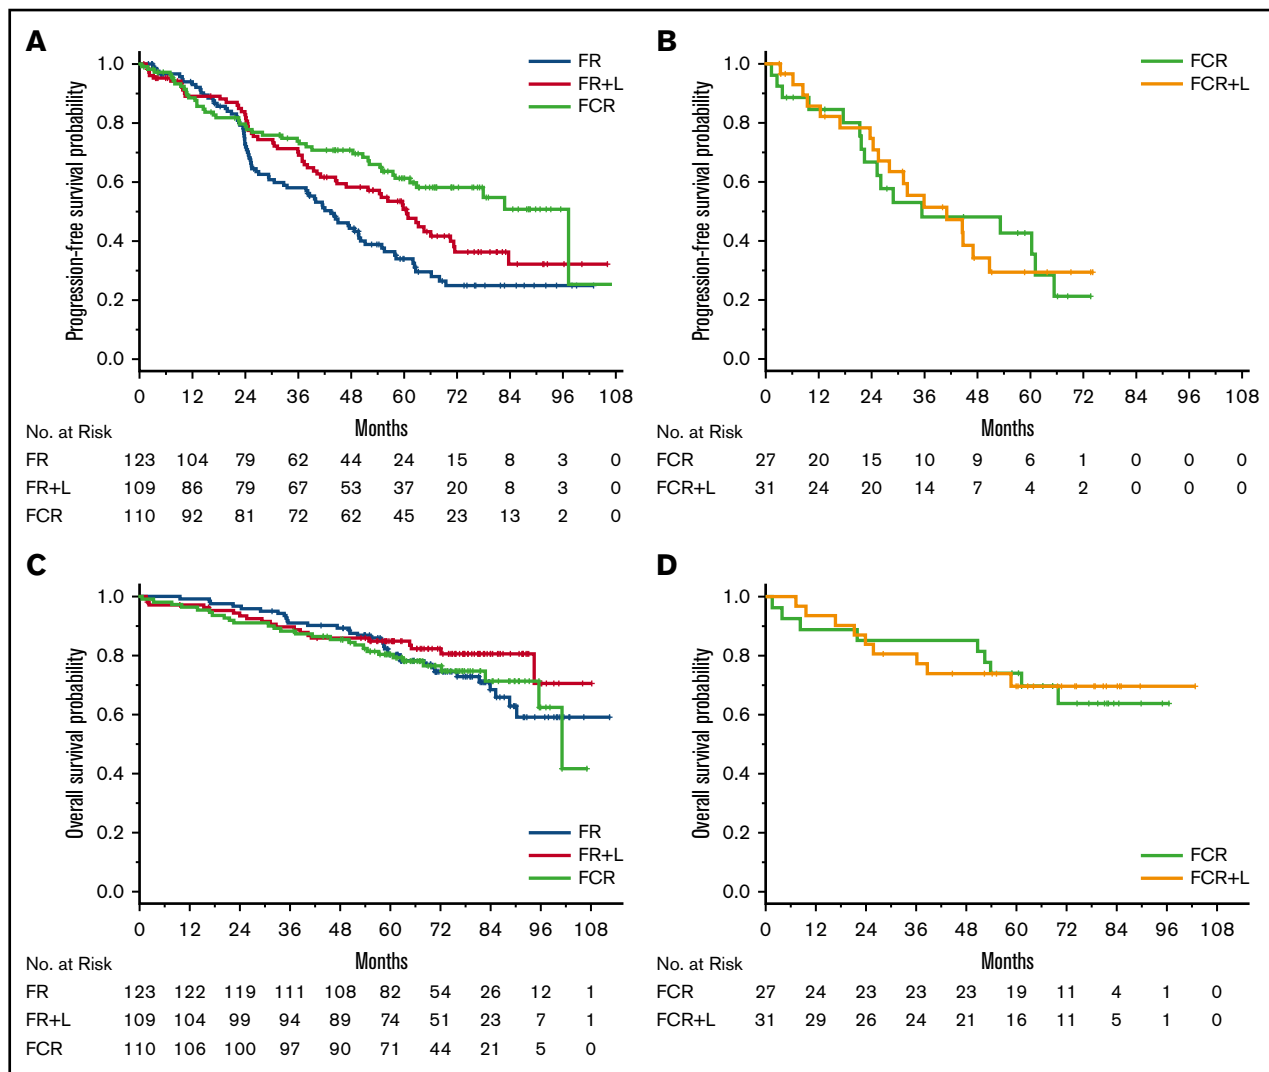 A
Progression-free survival probability
1.0
0.8
0.6
0.4
0.2
0.0
FR
FR+L
FCR
0 12 24 36 48 60 72 84 96 108
Months
No. at Risk
FR 123 104 79 62 44 24 15 8 3 0
FR+L 109 86 79 67 53 37 20 8 3 0
FCR 110 92 81 72 62 45 23 13 2 0
B
Progression-free survival probability
1.0
0.8
0.6
0.4
0.2
0.0
FCR
FCR+L
0 12 24 36 48 60 72 84 96 108
Months
No. at Risk
FCR 27 20 15 10 9 6 1 0 0 0
FCR+L 31 24 20 14 7 4 2 0 0 0
C
Overall survival probability
1.0
0.8
0.6
0.4
0.2
0.0
FR
FR+L
FCR
0 12 24 36 48 60 72 84 96 108
Months
No. at Risk
FR 123 122 119 111 108 82 54 26 12 1
FR+L 109 104 99 94 89 74 51 23 7 1
FCR 110 106 100 97 90 71 44 21 5 0
D
Overall survival probability
1.0
0.8
0.6
0.4
0.2
0.0
FCR
FCR+L
0 12 24 36 48 60 72 84 96 108
Months
No. at Risk
FCR 27 24 23 23 23 19 11 4 1 0
FCR+L 31 29 26 24 21 16 11 5 1 0